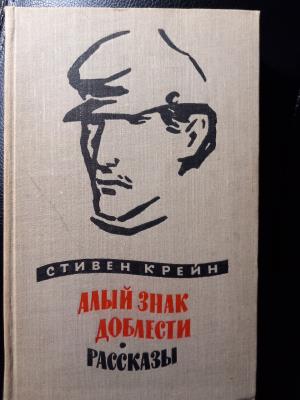 СТИВЕН КРЕЙН
АЛЫЙ ЗНАК
ДОБЛЕСТИ
•
РАССКАЗЫ